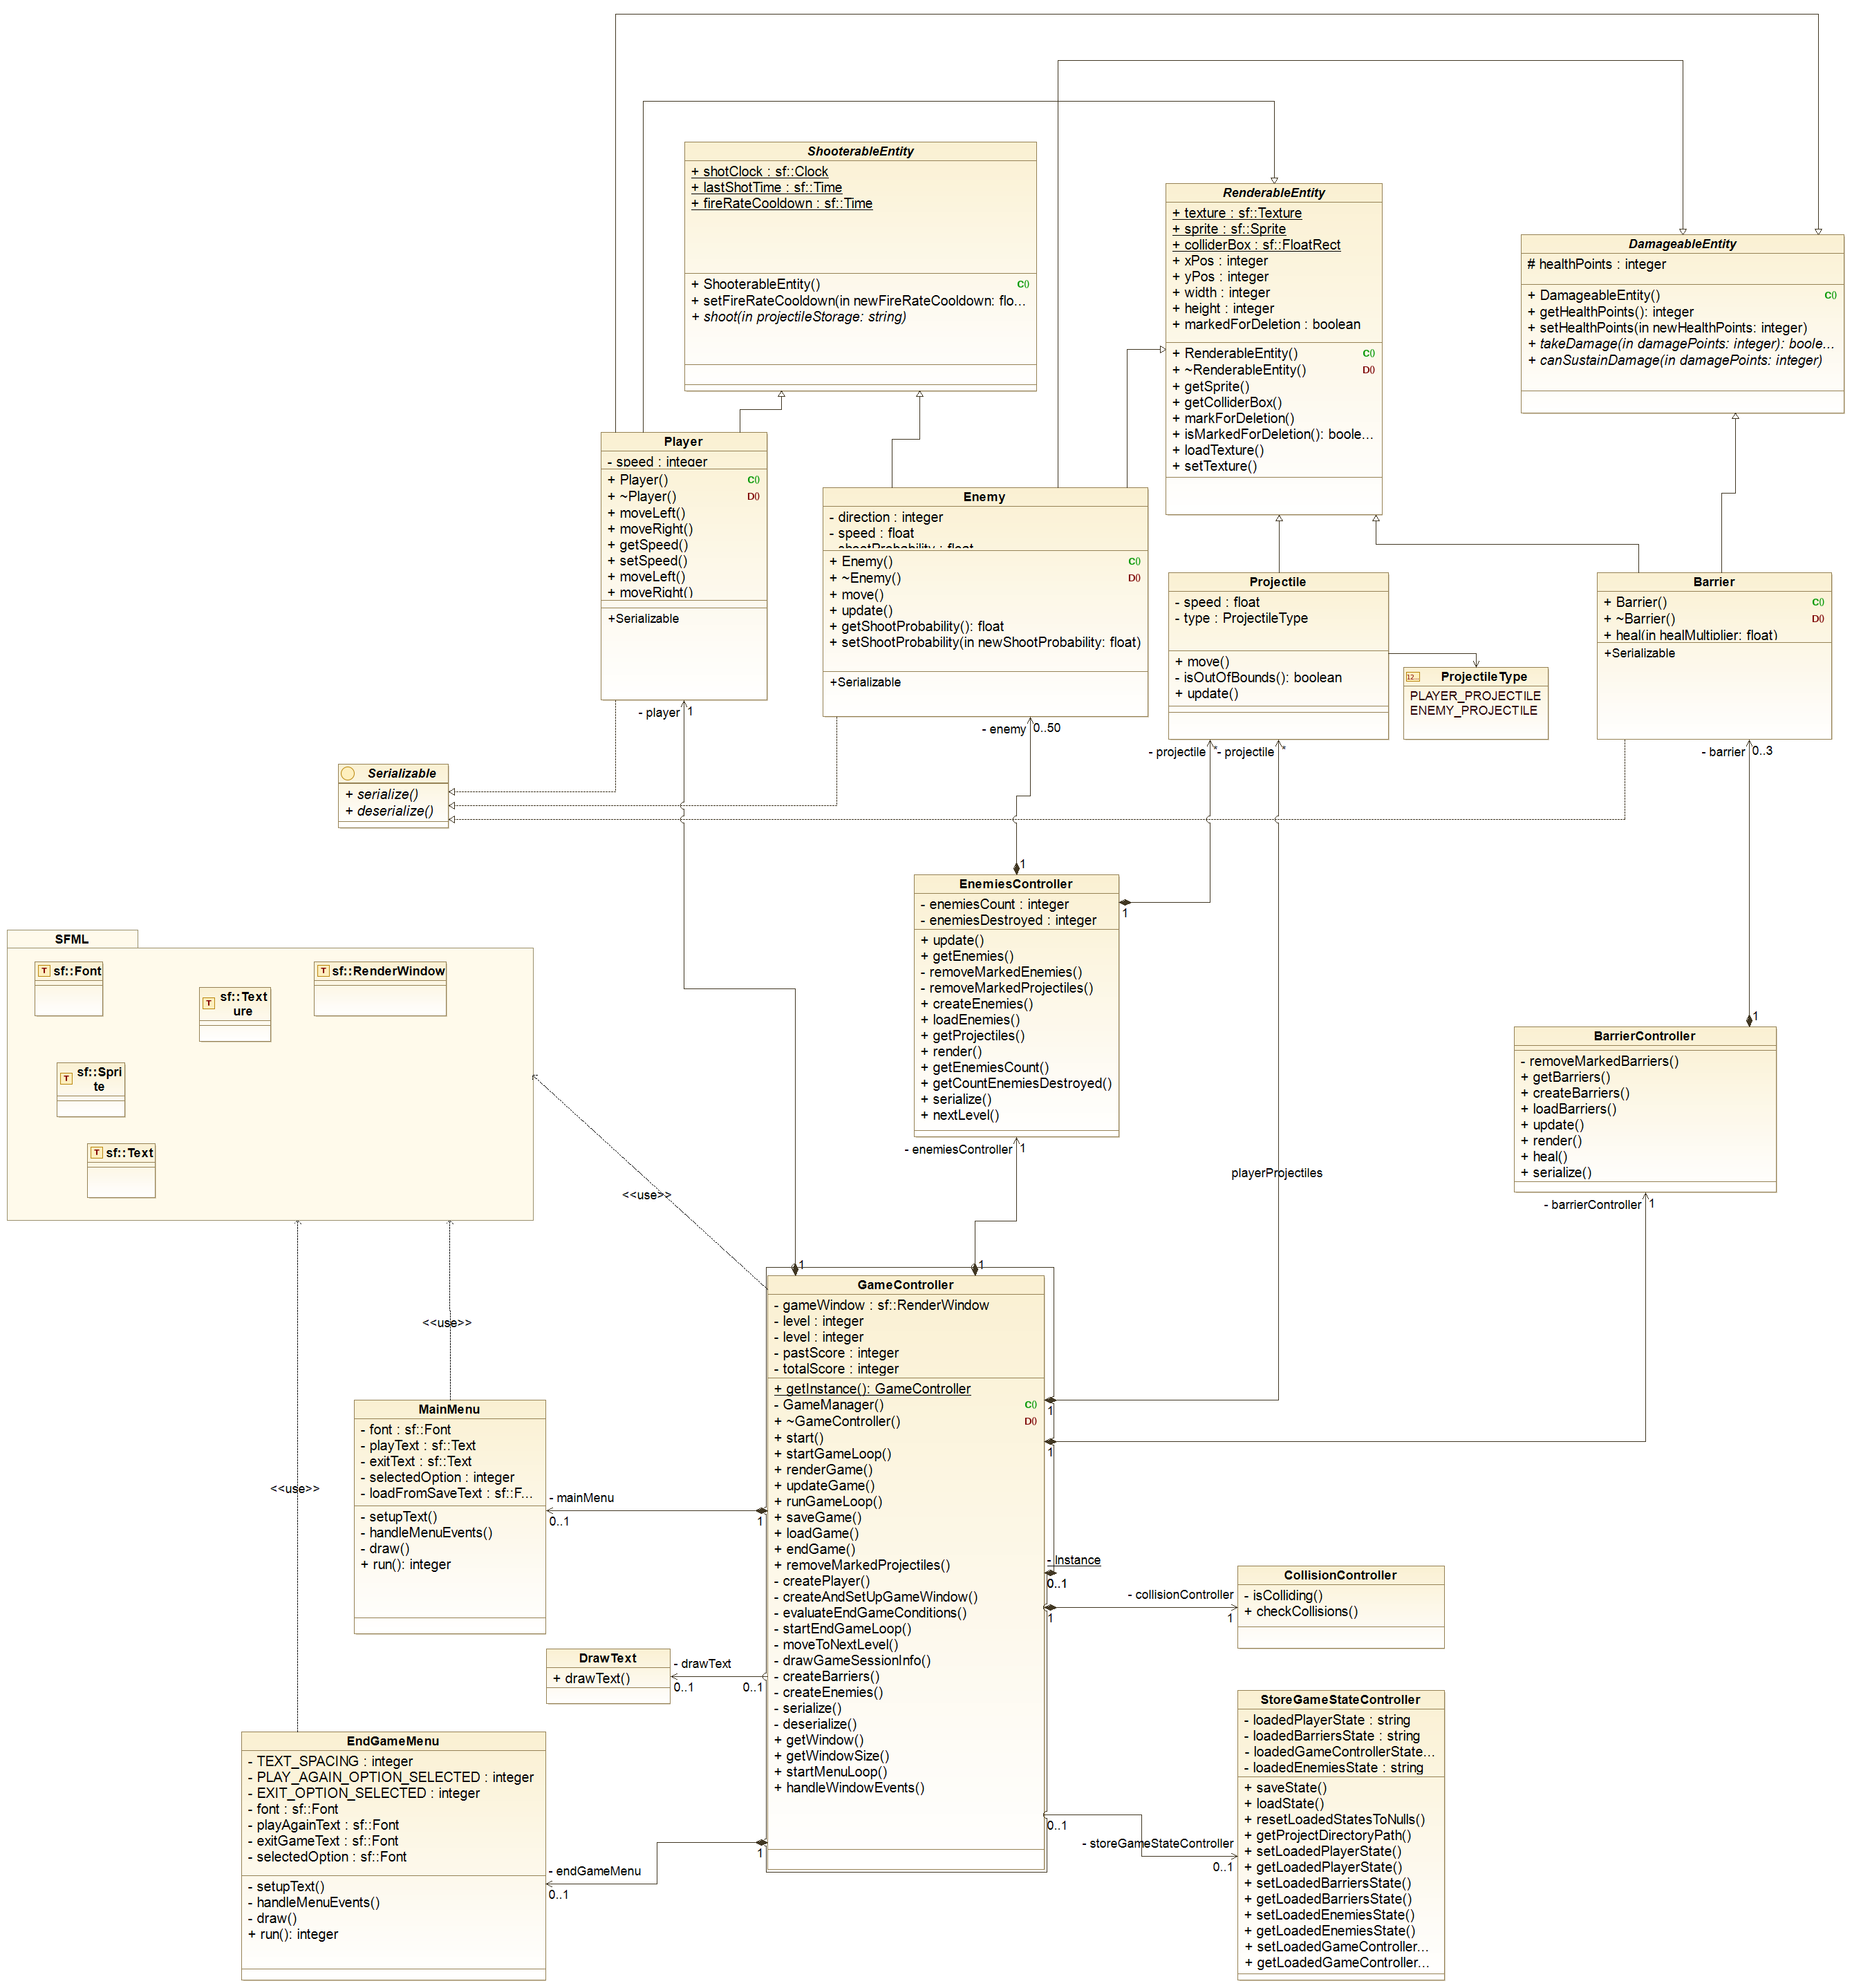 ShooterableEntity
+ shotClock : sf::Clock
+ lastShotTime : sf::Time
+ fireRateCooldown : sf::Time
+ ShooterableEntity()
C()
+ setFireRateCooldown(in newFireRateCooldown: flo...
+ shoot(in projectileStorage: string)
RenderableEntity
+ texture : sf::Texture
+ sprite : sf::Sprite
+ colliderBox : sf::FloatRect
+ xPos : integer
+ yPos : integer
+ width : integer
+ height : integer
+ markedForDeletion : boolean
+ RenderableEntity()
C()
+ ~RenderableEntity()
D()
+ getSprite()
+ getColliderBox()
+ markForDeletion()
+ isMarkedForDeletion(): boole...
+ loadTexture()
+ setTexture()
DamageableEntity
# healthPoints : integer
+ DamageableEntity()
C()
+ getHealthPoints(): integer
+ setHealthPoints(in newHealthPoints: integer)
+ takeDamage(in damagePoints: integer): boole...
+ canSustainDamage(in damagePoints: integer)
Player
- speed : integer
+ Player()
C()
+ ~Player()
D()
+ moveLeft()
+ moveRight()
+ getSpeed()
+ setSpeed()
+ moveLeft()
+ moveRight()
+Serializable
Enemy
- direction : integer
- speed : float
- shootProbability : float
+ Enemy()
C()
+ ~Enemy()
D()
+ move()
+ update()
+ getShootProbability(): float
+ setShootProbability(in newShootProbability: float)
+Serializable
Projectile
- speed : float
- type : ProjectileType
+ move()
- isOutOfBounds(): boolean
+ update()
ProjectileType
PLAYER_PROJECTILE
ENEMY_PROJECTILE
Barrier
+ Barrier()
C()
+ ~Barrier()
D()
+ heal(in healMultiplier: float)
+Serializable
- player
1
- enemy
0..50
- projectile
*
- projectile
*
- barrier
0..3
Serializable
+ serialize()
+ deserialize()
1
EnemiesController
- enemiesCount : integer
- enemiesDestroyed : integer
+ update()
+ getEnemies()
- removeMarkedEnemies()
- removeMarkedProjectiles()
+ createEnemies()
+ loadEnemies()
+ getProjectiles()
+ render()
+ getEnemiesCount()
+ getCountEnemiesDestroyed()
+ serialize()
+ nextLevel()
1
- enemiesController
1
playerProjectiles
1
BarrierController
- removeMarkedBarriers()
+ getBarriers()
+ createBarriers()
+ loadBarriers()
+ update()
+ render()
+ heal()
+ serialize()
- barrierController
1
SFML
sf::Font
sf::Text
ure
sf::RenderWindow
sf::Spri
te
sf::Text
<<use>>
<<use>>
<<use>>
1
1
GameController
- gameWindow : sf::RenderWindow
- level : integer
- level : integer
- pastScore : integer
- totalScore : integer
+ getInstance(): GameController
- GameManager()
C()
+ ~GameController()
D()
+ start()
+ startGameLoop()
+ renderGame()
+ updateGame()
+ runGameLoop()
+ saveGame()
+ loadGame()
+ endGame()
+ removeMarkedProjectiles()
- createPlayer()
- createAndSetUpGameWindow()
- evaluateEndGameConditions()
- startEndGameLoop()
- moveToNextLevel()
- drawGameSessionInfo()
- createBarriers()
- createEnemies()
- serialize()
- deserialize()
+ getWindow()
+ getWindowSize()
+ startMenuLoop()
+ handleWindowEvents()
1
1
- Instance
0..1
MainMenu
- font : sf::Font
- playText : sf::Text
- exitText : sf::Text
- selectedOption : integer
- loadFromSaveText : sf::F...
- setupText()
- handleMenuEvents()
- draw()
+ run(): integer
- mainMenu
0..1
1
DrawText
+ drawText()
- drawText
0..1
0..1
EndGameMenu
- TEXT_SPACING : integer
- PLAY_AGAIN_OPTION_SELECTED : integer
- EXIT_OPTION_SELECTED : integer
- font : sf::Font
- playAgainText : sf::Font
- exitGameText : sf::Font
- selectedOption : sf::Font
- setupText()
- handleMenuEvents()
- draw()
+ run(): integer
- endGameMenu
0..1
1
- collisionController
1
1
CollisionController
- isColliding()
+ checkCollisions()
0..1
- storeGameStateController
0..1
StoreGameStateController
- loadedPlayerState : string
- loadedBarriersState : string
- loadedGameControllerState...
- loadedEnemiesState : string
+ saveState()
+ loadState()
+ resetLoadedStatesToNulls()
+ getProjectDirectoryPath()
+ setLoadedPlayerState()
+ getLoadedPlayerState()
+ setLoadedBarriersState()
+ getLoadedBarriersState()
+ setLoadedEnemiesState()
+ getLoadedEnemiesState()
+ setLoadedGameController...
+ getLoadedGameController...